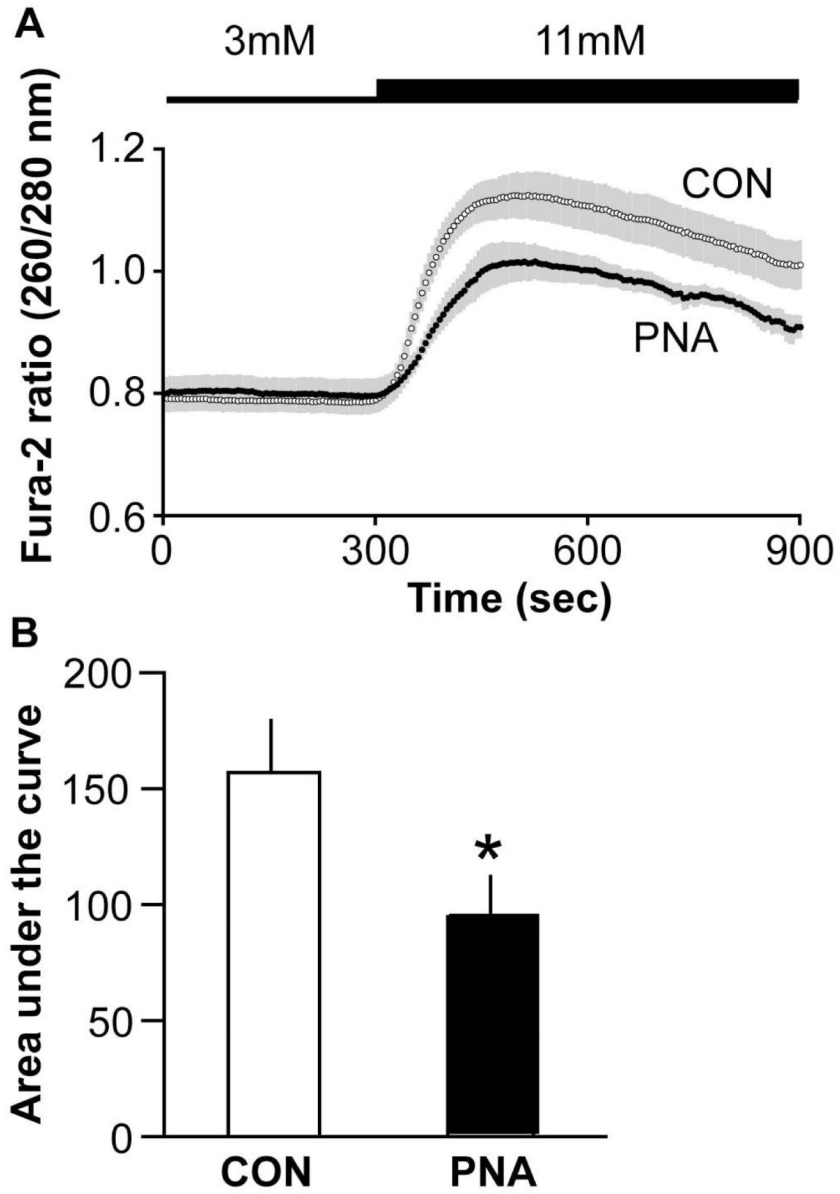 A
3mM 11mM
Fura-2 ratio (260/280 nm)
1.2
1.0
0.8
0.6
CON
PNA
0 300 600 900
Time (sec)
B
Area under the curve
200
150
100
50
0
*
CON PNA